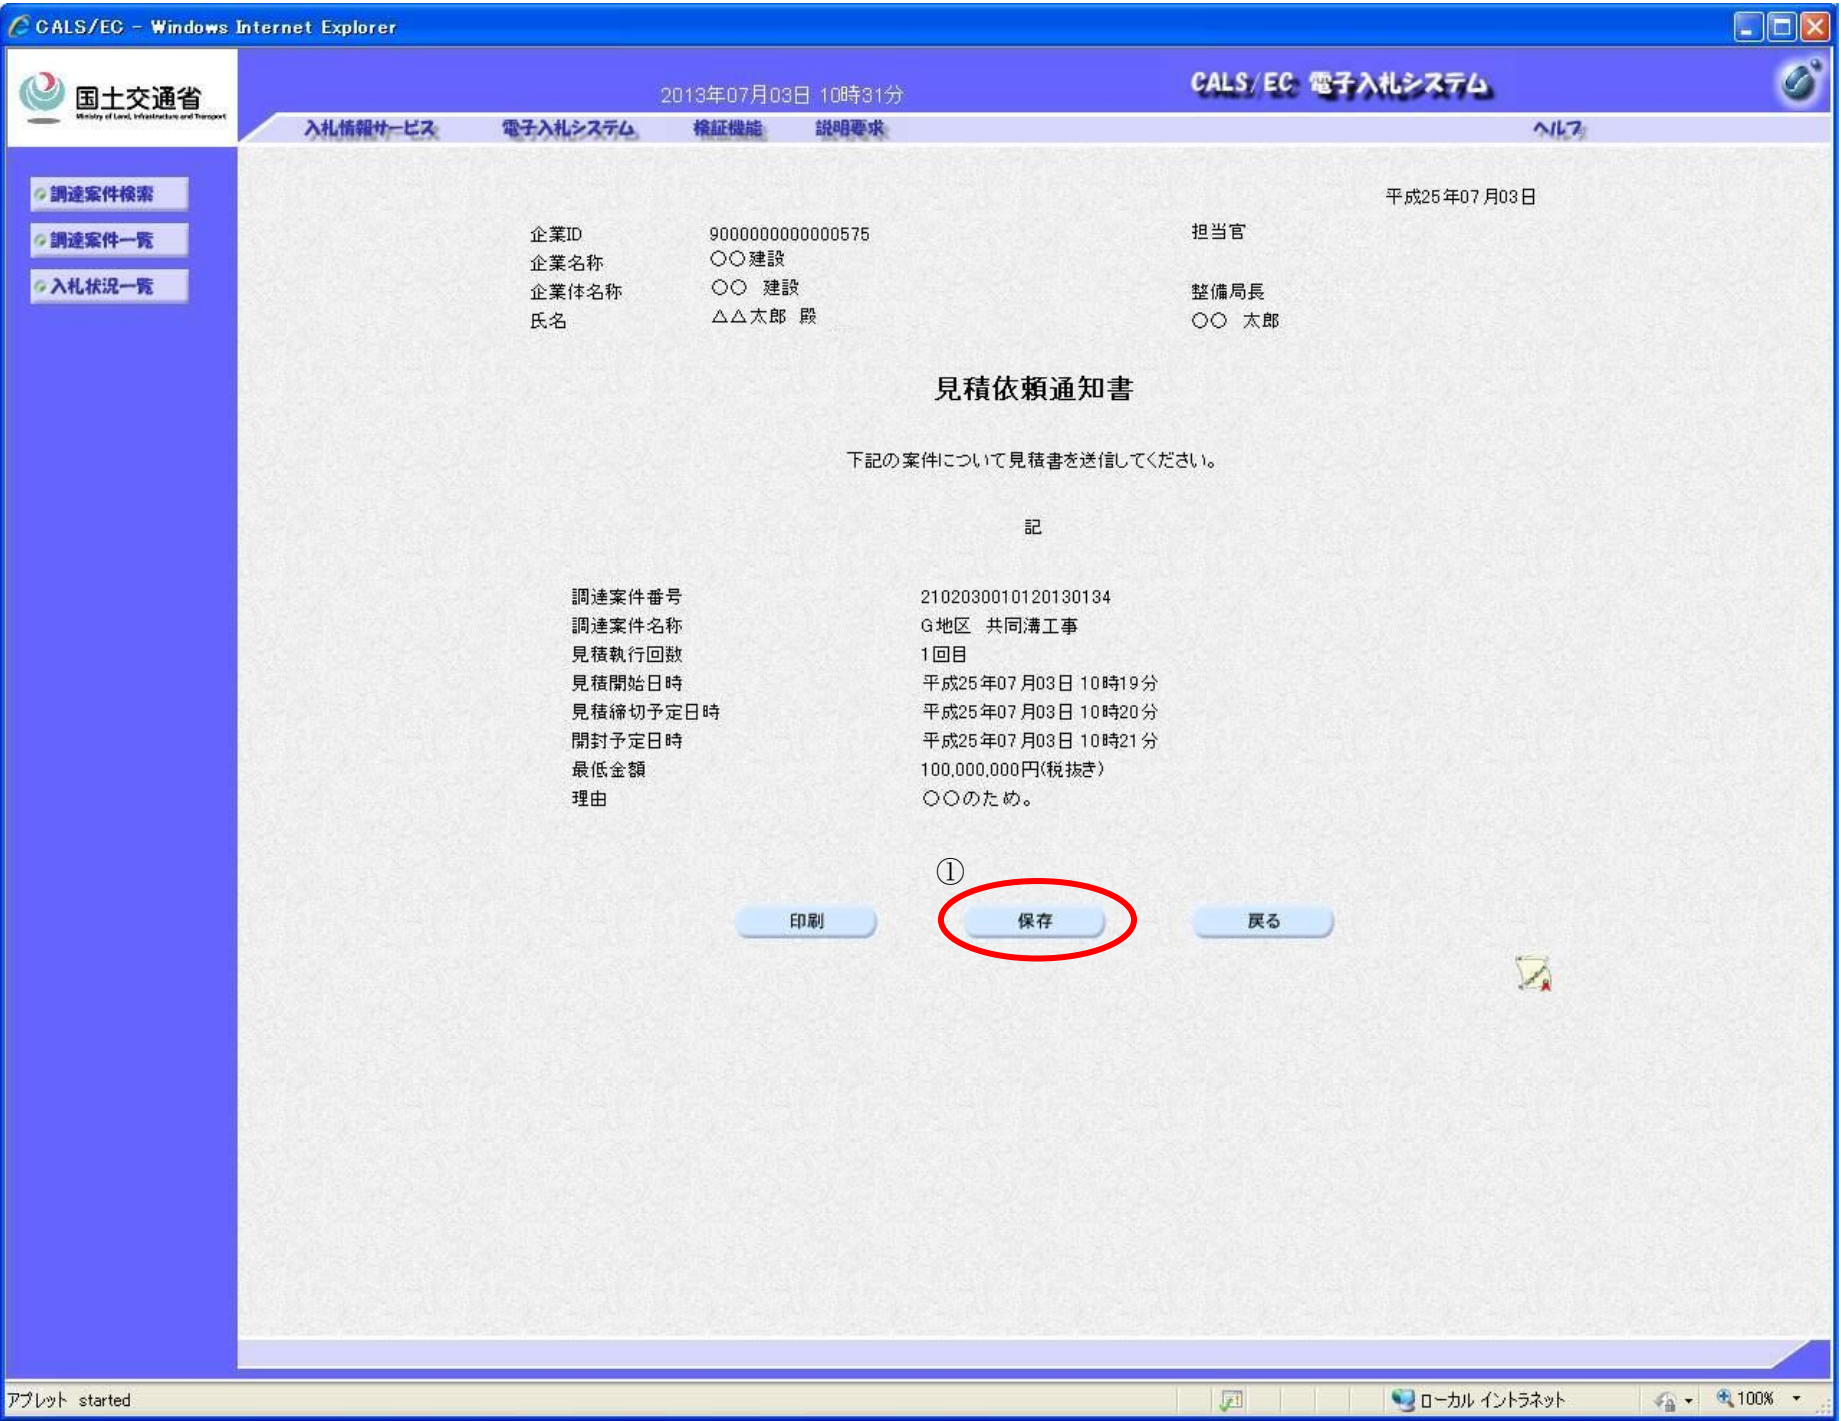 CALS/EC - Windows Internet Explorer
国土交通省
Ministry of Land, Infrastructure and Transport
2013年07月03日 10時31分
CALS/EC 電子入札システム
入札情報サービス 電子入札システム 検証機能 説明要求 ヘルプ
調達案件検索
調達案件一覧
入札状況一覧
平成25年07月03日
企業ID 9000000000000575
企業名称 〇〇建設
企業体名称 〇〇 建設
氏名 △△太郎 殿
担当官
整備局長
〇〇 太郎
見積依頼通知書
下記の案件について見積書を送信してください。
記
調達案件番号 2102030010120130134
調達案件名称 G地区 共同溝工事
見積執行回数 1回目
見積開始日時 平成25年07月03日 10時19分
見積締切予定日時 平成25年07月03日 10時20分
開封予定日時 平成25年07月03日 10時21分
最低金額 100,000,000円(税抜き)
理由 〇〇のため。
①
印刷 保存 戻る
アプレット started
ローカル イントラネット
100%